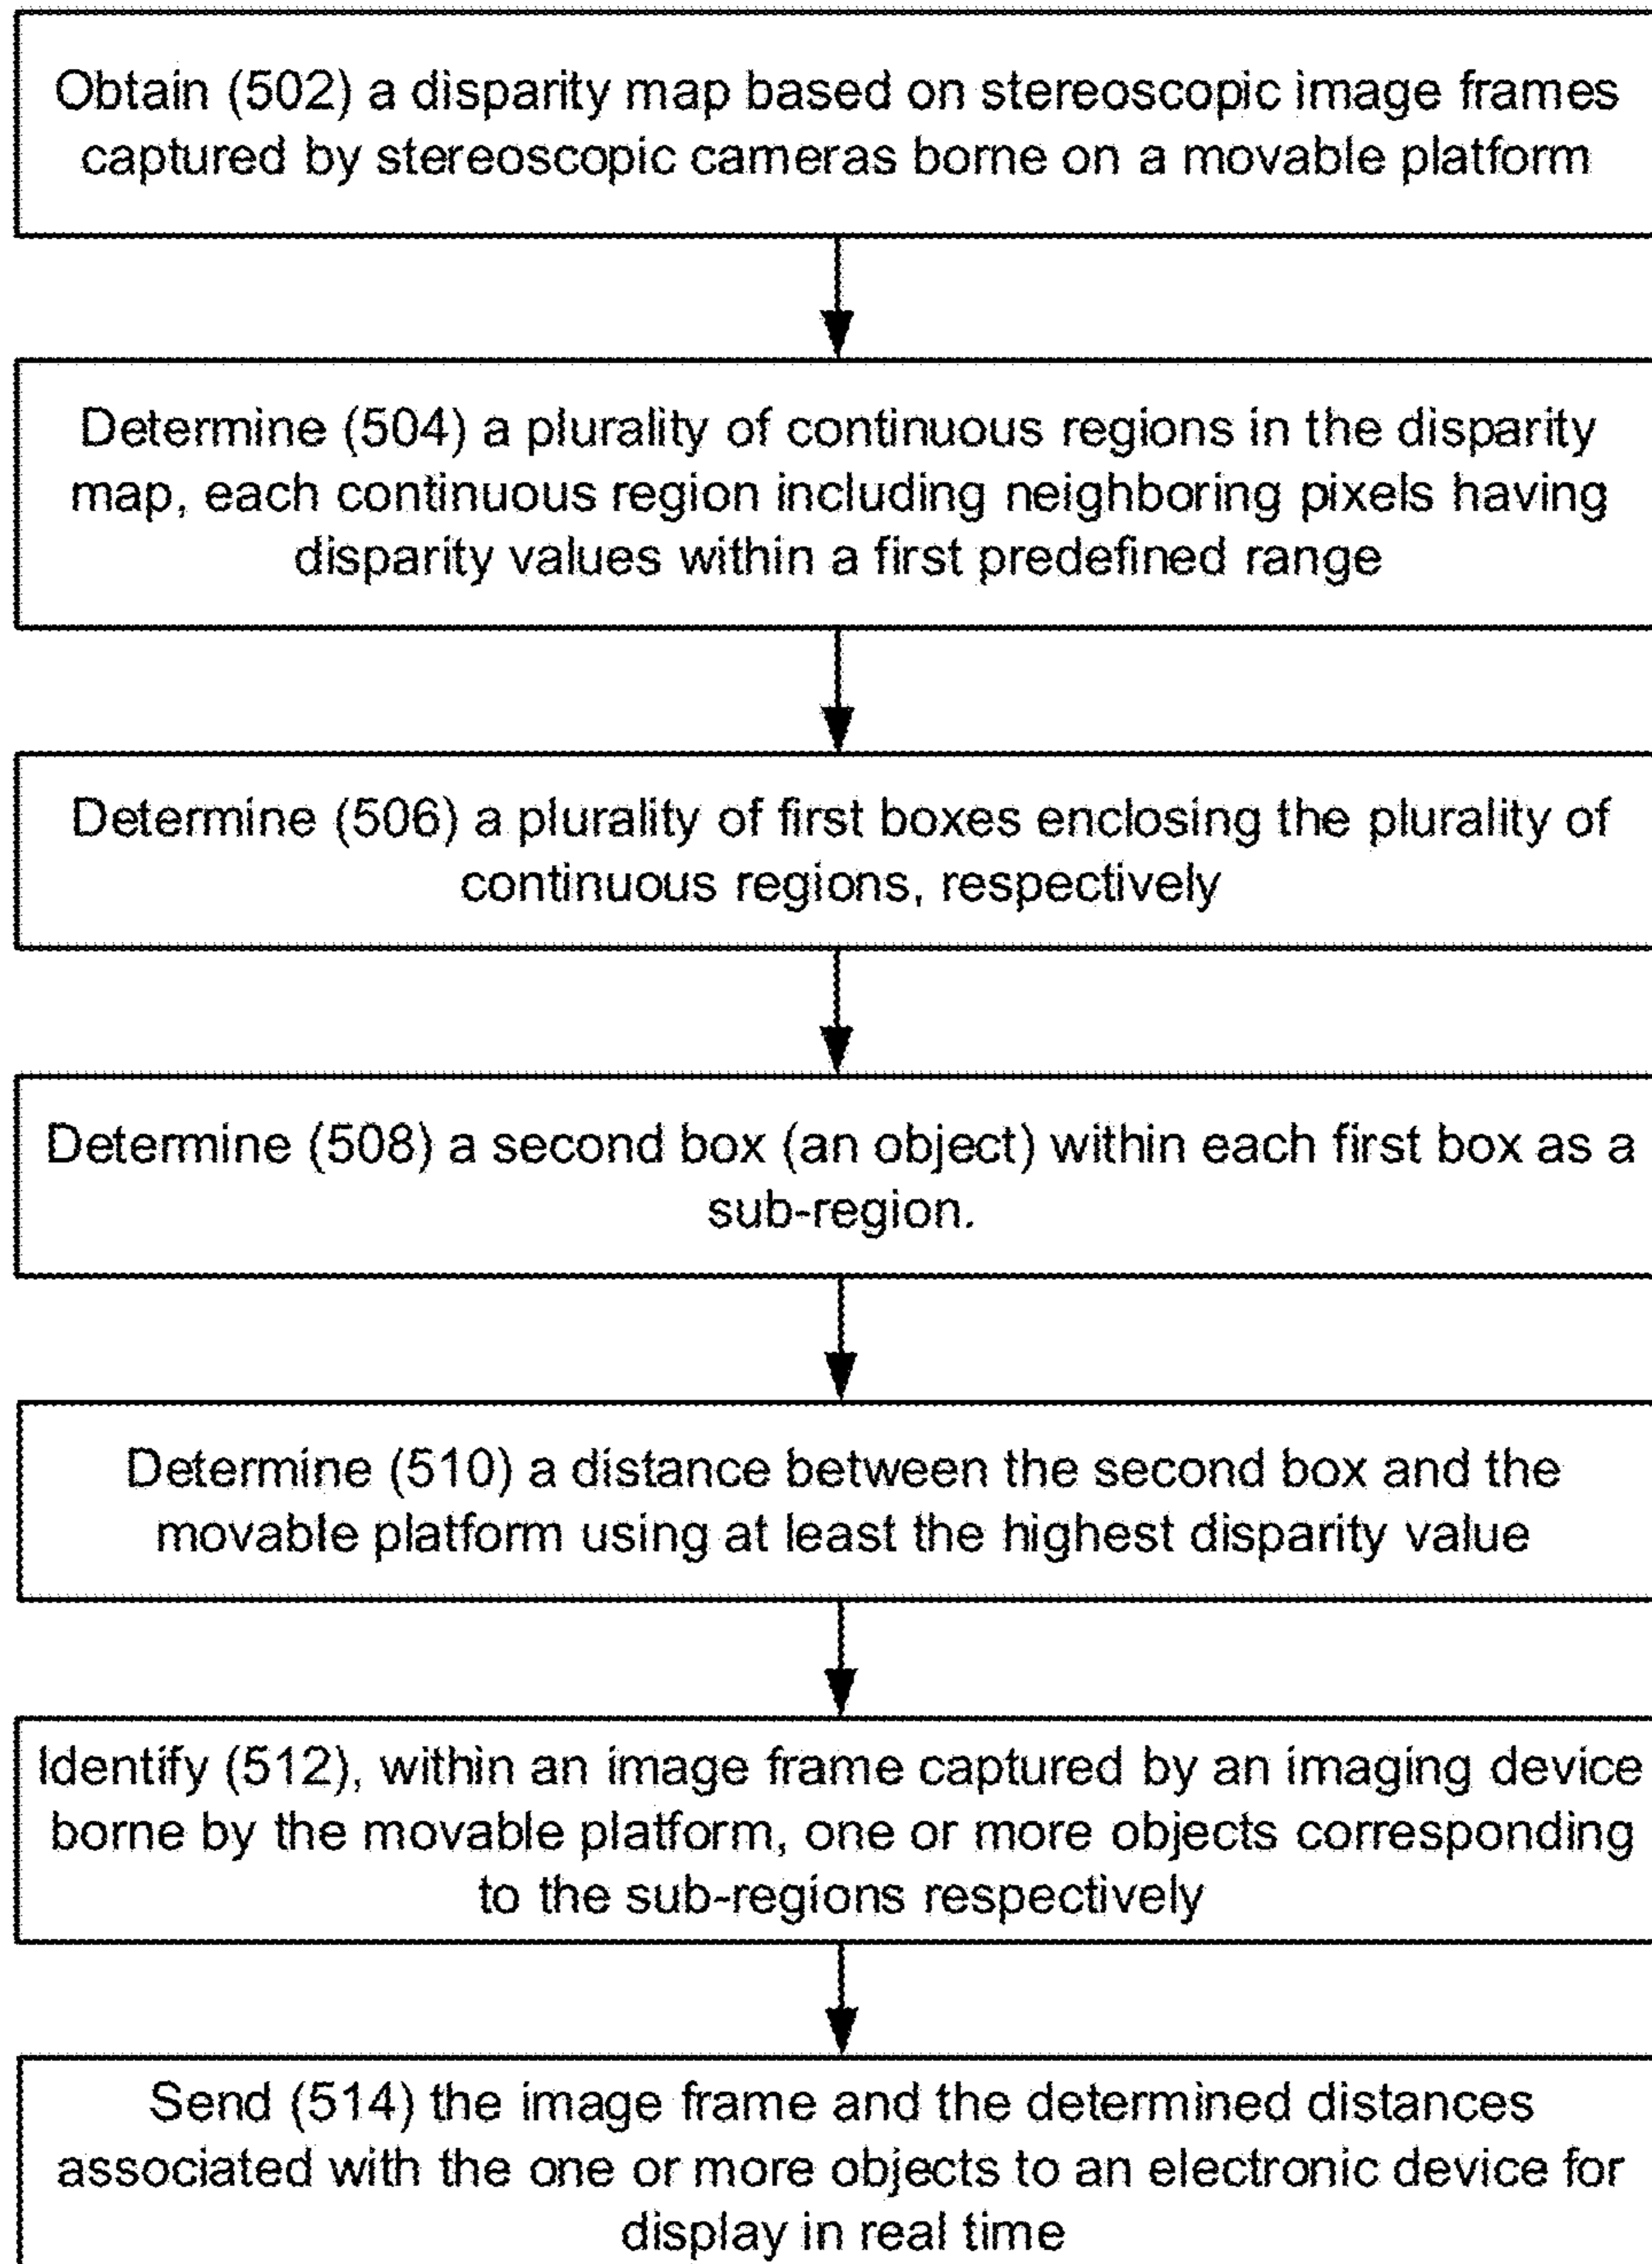 Obtain (502) a disparity map based on stereoscopic image frames
captured by stereoscopic cameras borne on a movable platform
Determine (504) a plurality of continuous regions in the disparity
map, each continuous region including neighboring pixels having
disparity values within a first predefined range
Determine (506) a plurality of first boxes enclosing the plurality of
continuous regions, respectively
Determine (508) a second box (an object) within each first box as a
sub-region.
Determine (510) a distance between the second box and the
movable platform using at least the highest disparity value
Identify (512), within an image frame captured by an imaging device
borne by the movable platform, one or more objects corresponding
to the sub-regions respectively
Send (514) the image frame and the determined distances
associated with the one or more objects to an electronic device for
display in real time